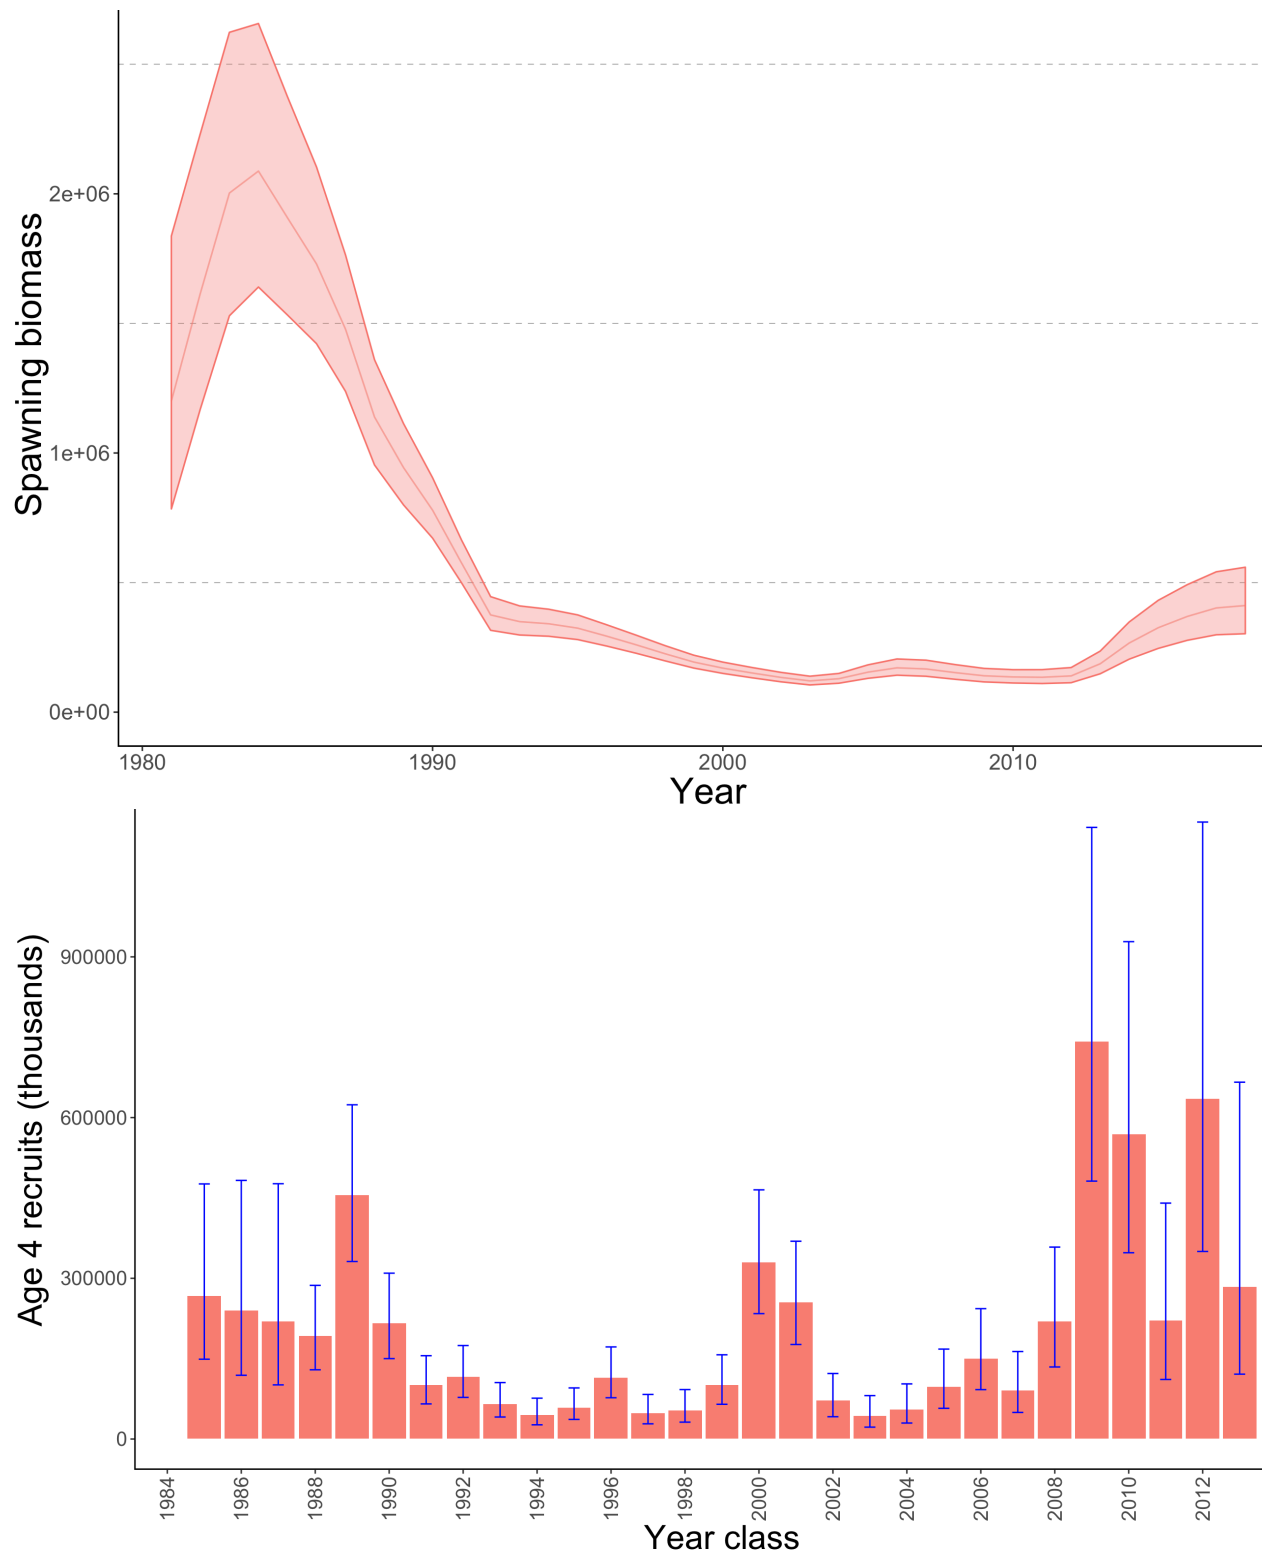 Spawning biomass
2e+06
1e+06
0e+00
1980 1990 2000 2010
Year
Age 4 recruits (thousands)
900000
600000
300000
0
1984 1986 1988 1990 1992 1994 1996 1998 2000 2002 2004 2006 2008 2010 2012
Year class